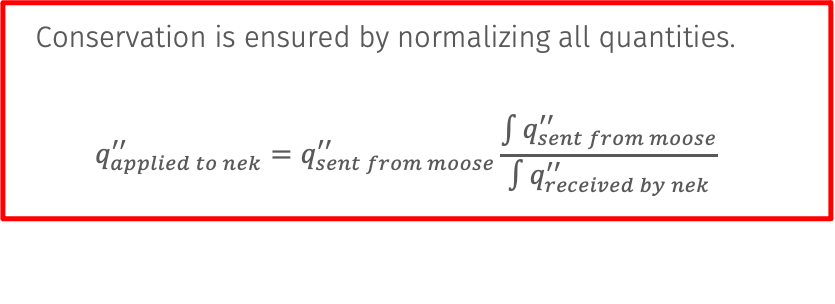 Conservation is ensured by normalizing all quantities.
q''applied to nek = q''sent from moose ∫ q''sent from moose / ∫ q''received by nek